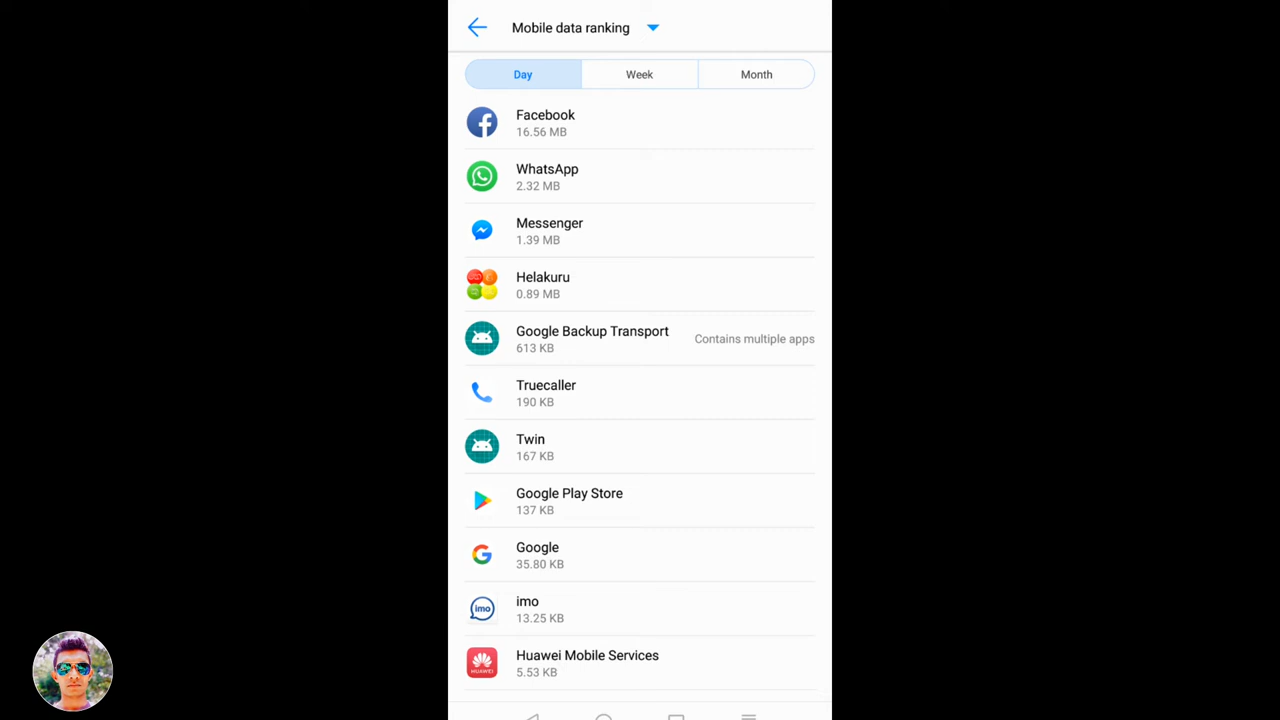 Mobile data ranking
Day
Week
Month
Facebook
16.56 MB
WhatsApp
2.32 MB
Messenger
1.39 MB
Helakuru
0.89 MB
Google Backup Transport
613 KB
Contains multiple apps
Truecaller
190 KB
Twin
167 KB
Google Play Store
137 KB
Google
35.80 KB
imo
imo
13.25 KB
HUAWEI
Huawei Mobile Services
5.53 KB